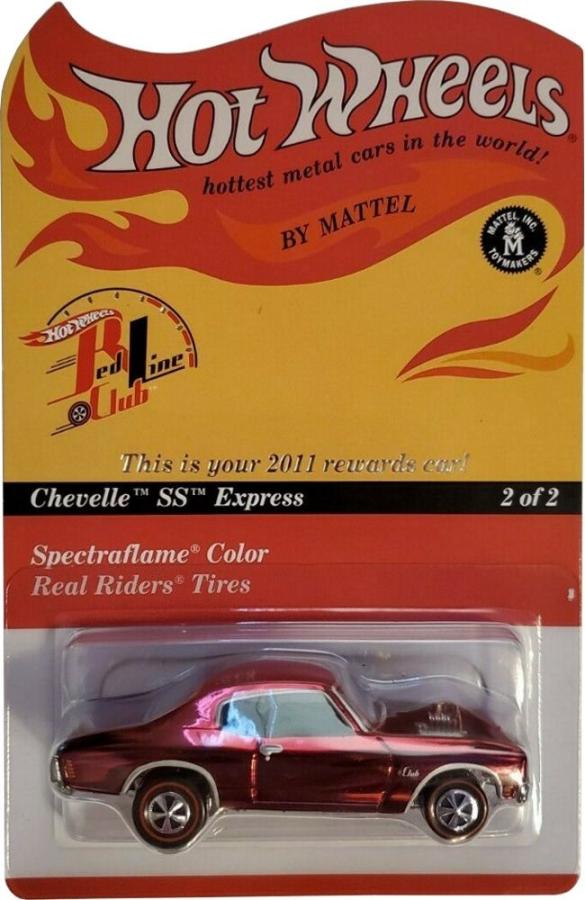 HOT WHEELS®
hottest metal cars in the world!
BY MATTEL
MATTEL, INC.
M
TOYMAKERS
®
HOT WHEELS
Red Line
Club™
This is your 2011 rewards car!
Chevelle™ SS™ Express 2 of 2
Spectraflame® Color
Real Riders® Tires
Club